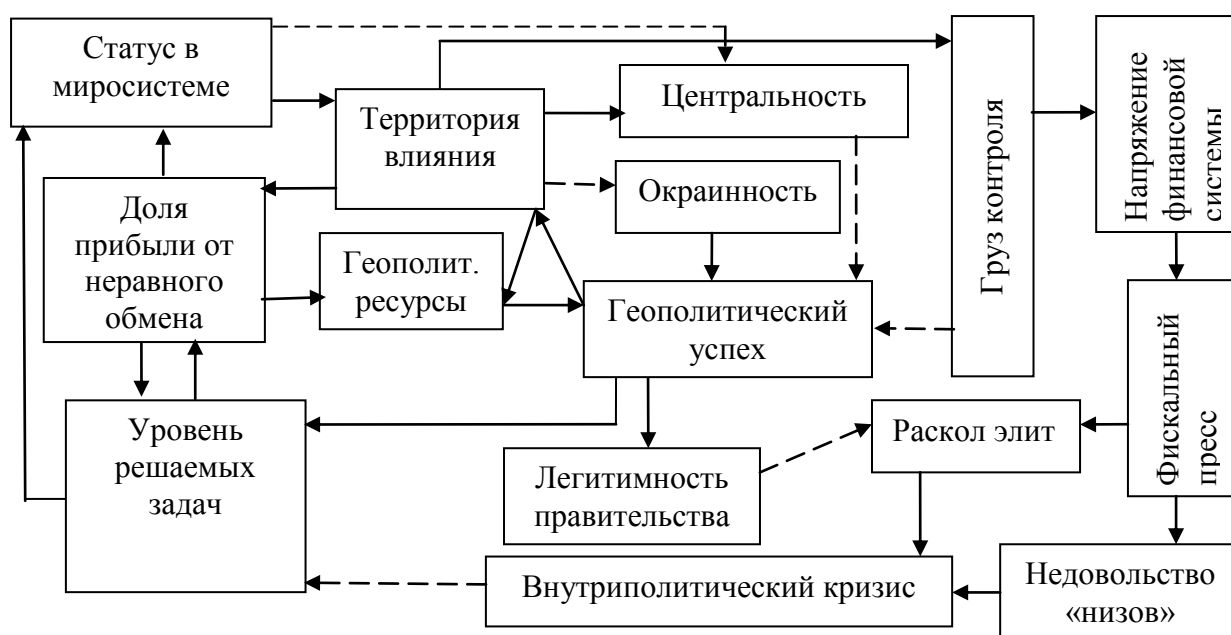 Статус в
миросистеме
Территория
влияния
Центральность
Окраинность
Груз контроля
Напряжение
финансовой
системы
Доля
прибыли от
неравного
обмена
Геополит.
ресурсы
Геополитический
успех
Фискальный
пресс
Уровень
решаемых
задач
Легитимность
правительства
Раскол элит
Внутриполитический кризис
Недовольство
«низов»